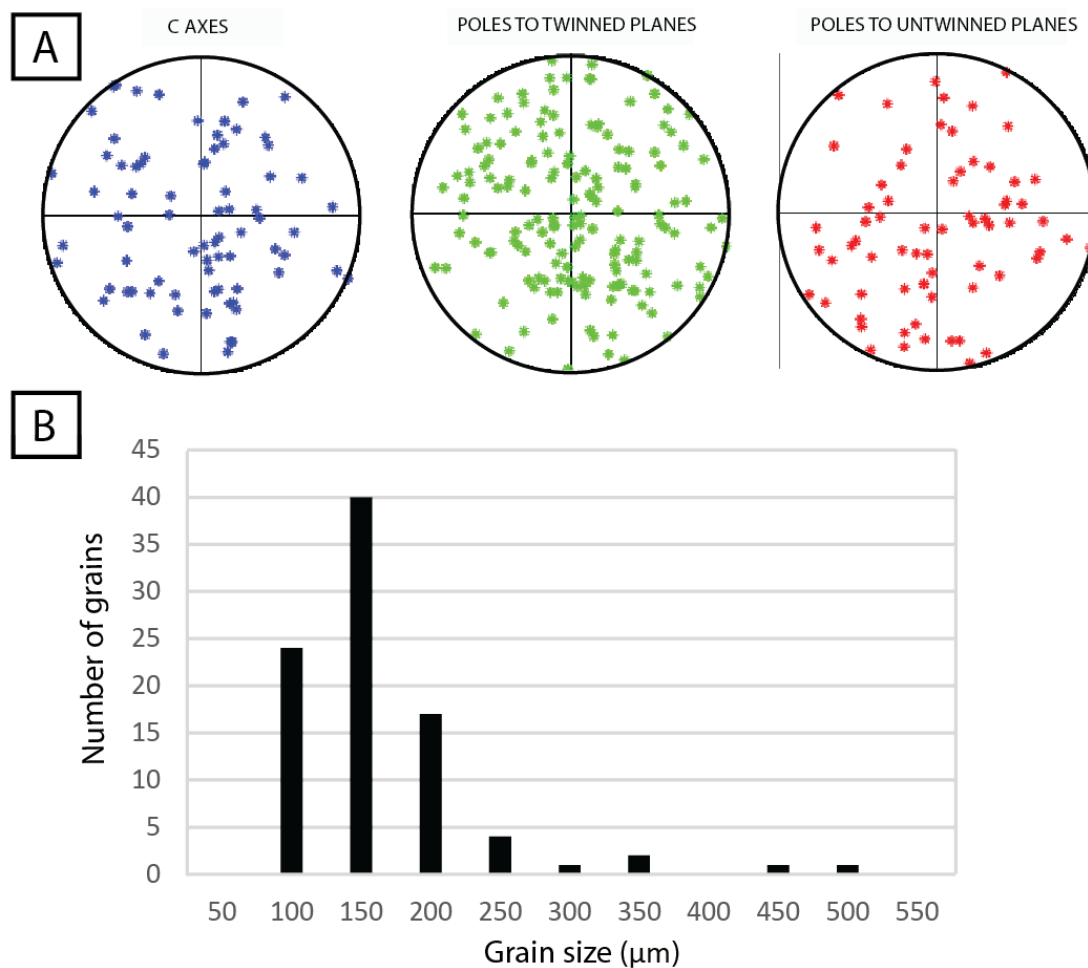 A
C AXES
POLES TO TWINNED PLANES
POLES TO UNTWINNED PLANES
B
45
40
35
30
25
20
15
10
5
0
Number of grains
50 100 150 200 250 300 350 400 450 500 550
Grain size (μm)